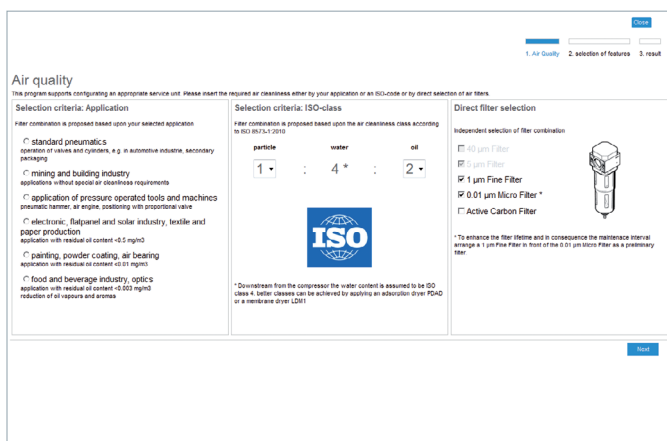 Close
1. Air Quality 2. selection of features 3. result
Air quality
This program supports configurating an appropriate service unit. Please insert the required air cleanliness either by your application or an ISO-code or by direct selection of air filters.
Selection criteria: Application
Filter combination is proposed based upon your selected application
standard pneumatics
operation of valves and cylinders, e.g. in automotive industrie, secondary
packaging
mining and building industry
applications without special air cleanliness requirements
application of pressure operated tools and machines
pneumatic hammer, air engine, positioning with proportional valve
electronic, flatpanel and solar industry, textile and
paper production
application with residual oil content <0.5 mg/m3
painting, powder coating, air bearing
application with residual oil content <0.01 mg/m3
food and beverage industry, optics
application with residual oil content <0.003 mg/m3
reduction of oil vapours and aromas
Selection criteria: ISO-class
Filter combination is proposed based upon the air cleanliness class according
to ISO 8573-1:2010
particle water oil
1 : 4 * : 2
ISO
* Downstream from the compressor the water content is assumed to be ISO
class 4. better classes can be achieved by applying an adsorption dryer PDAD
or a membrane dryer LDM1
Direct filter selection
Independent selection of filter combination
40 µm Filter
5 µm Filter
1 µm Fine Filter
0.01 µm Micro Filter *
Active Carbon Filter
* To enhance the filter lifetime and in consequence the maintenace interval
arrange a 1 µm Fine Filter in front of the 0.01 µm Micro Filter as a preliminary
filter.
Next